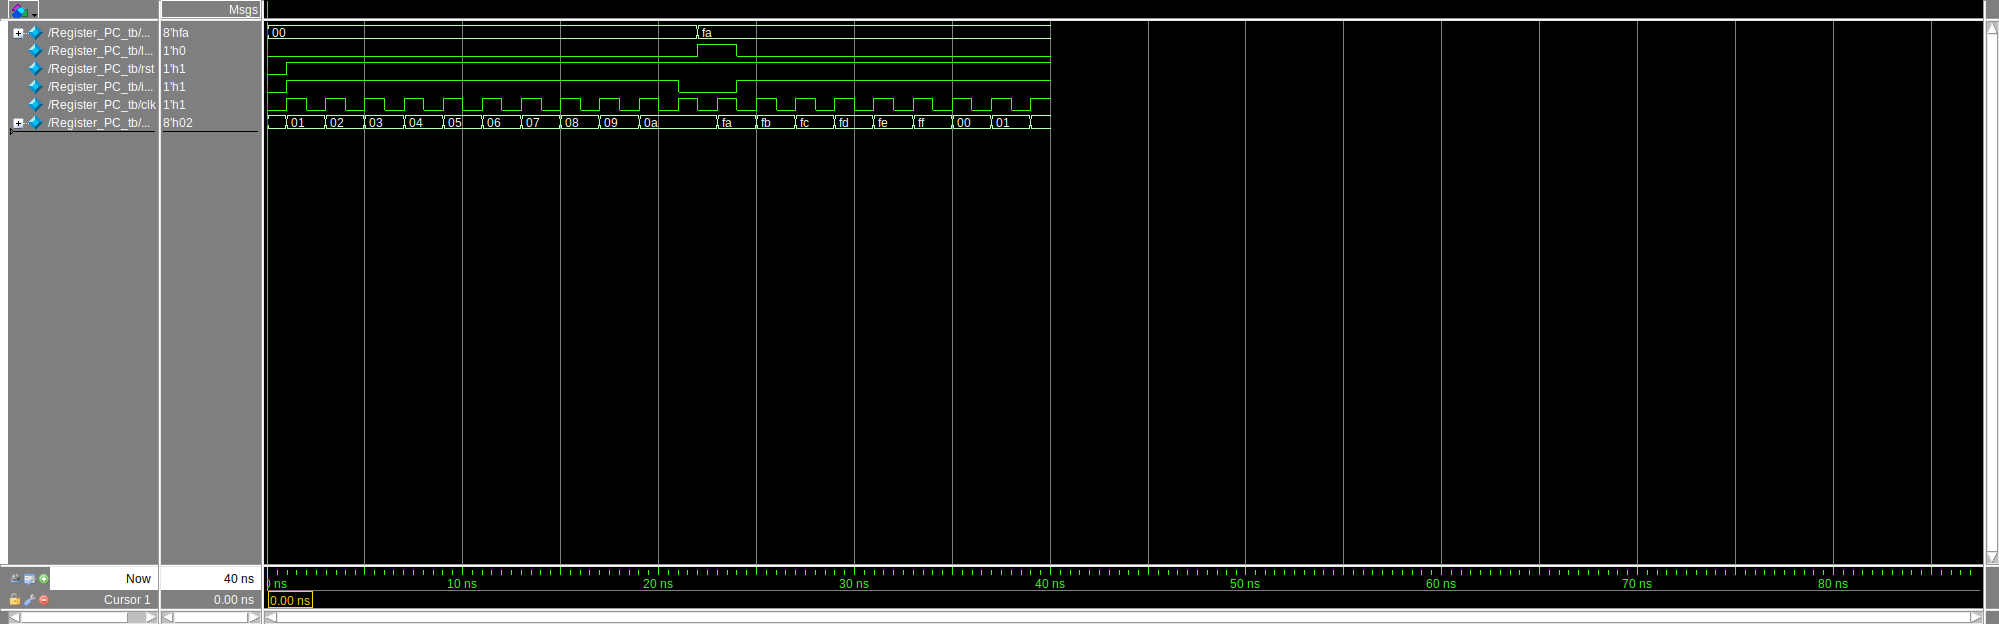 Msgs
/Register_PC_tb/... 8'hfa 00 fa
/Register_PC_tb/l... 1'h0
/Register_PC_tb/rst 1'h1
/Register_PC_tb/i... 1'h1
/Register_PC_tb/clk 1'h1
/Register_PC_tb/... 8'h02 01 02 03 04 05 06 07 08 09 0a fa fb fc fd fe ff 00 01
Now 40 ns ns 10 ns 20 ns 30 ns 40 ns 50 ns 60 ns 70 ns 80 ns
Cursor 1 0.00 ns 0.00 ns